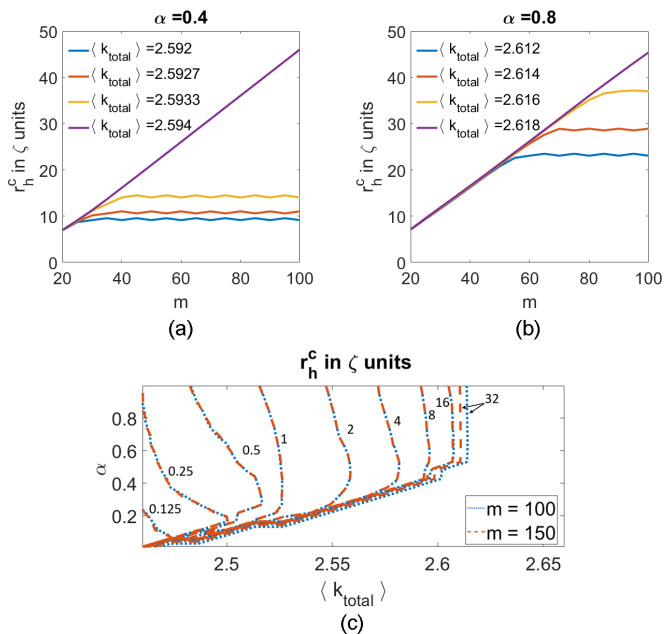 α =0.4
r_h^c in ζ units
50
40
30
20
10
0
⟨ k_total ⟩ =2.592
⟨ k_total ⟩ =2.5927
⟨ k_total ⟩ =2.5933
⟨ k_total ⟩ =2.594
20 40 60 80 100
m
(a)
α =0.8
r_h^c in ζ units
50
40
30
20
10
0
⟨ k_total ⟩ =2.612
⟨ k_total ⟩ =2.614
⟨ k_total ⟩ =2.616
⟨ k_total ⟩ =2.618
20 40 60 80 100
m
(b)
r_h^c in ζ units
α
0.8
0.6
0.4
0.2
0.125
0.25
0.5
1
2
4
8
16
32
m = 100
m = 150
2.5 2.55 2.6 2.65
⟨ k_total ⟩
(c)